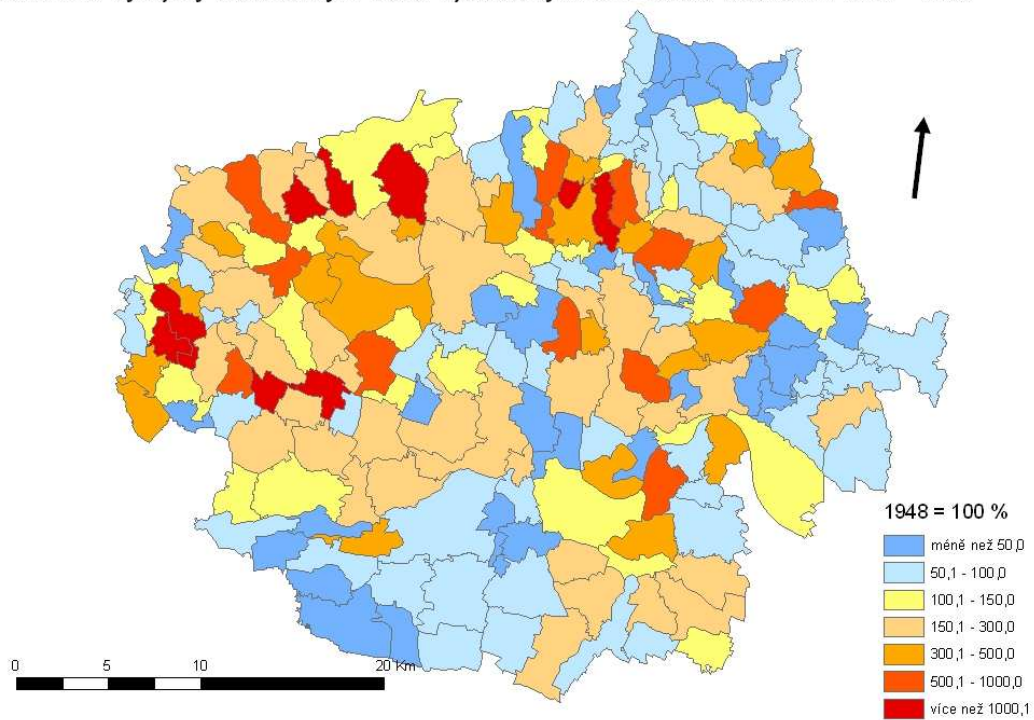 1948 = 100 %
méně než 50,0
50,1 - 100,0
100,1 - 150,0
150,1 - 300,0
300,1 - 500,0
500,1 - 1000,0
více než 1000,1
0 5 10 20 Km